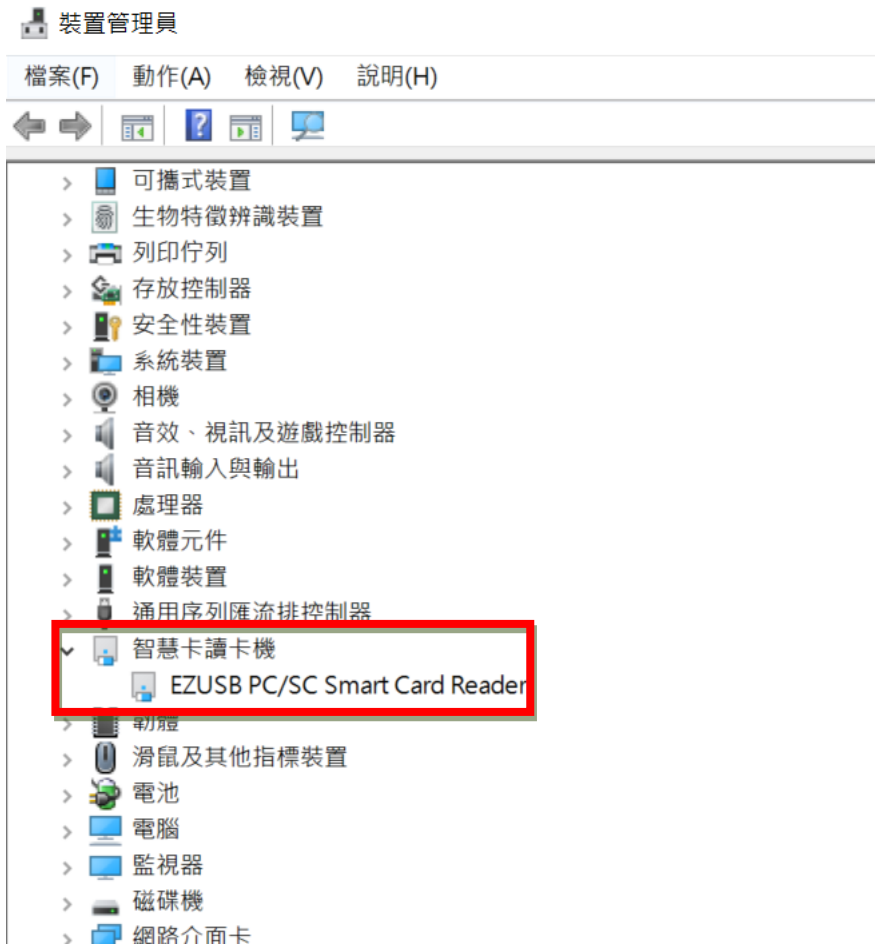 裝置管理員
檔案(F) 動作(A) 檢視(V) 說明(H)
可攜式裝置
生物特徵辨識裝置
列印佇列
存放控制器
安全性裝置
系統裝置
相機
音效、視訊及遊戲控制器
音訊輸入與輸出
處理器
軟體元件
軟體裝置
通用序列匯流排控制器
智慧卡讀卡機
EZUSB PC/SC Smart Card Reader
韌體
滑鼠及其他指標裝置
電池
電腦
監視器
磁碟機
網路介面卡